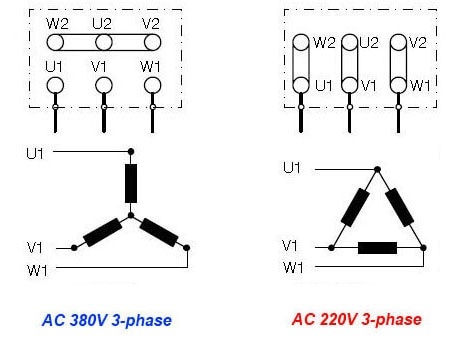 W2 U2 V2
U1 V1 W1
U1
V1
W1
AC 380V 3-phase
W2 U2 V2
U1 V1 W1
U1
V1
W1
AC 220V 3-phase